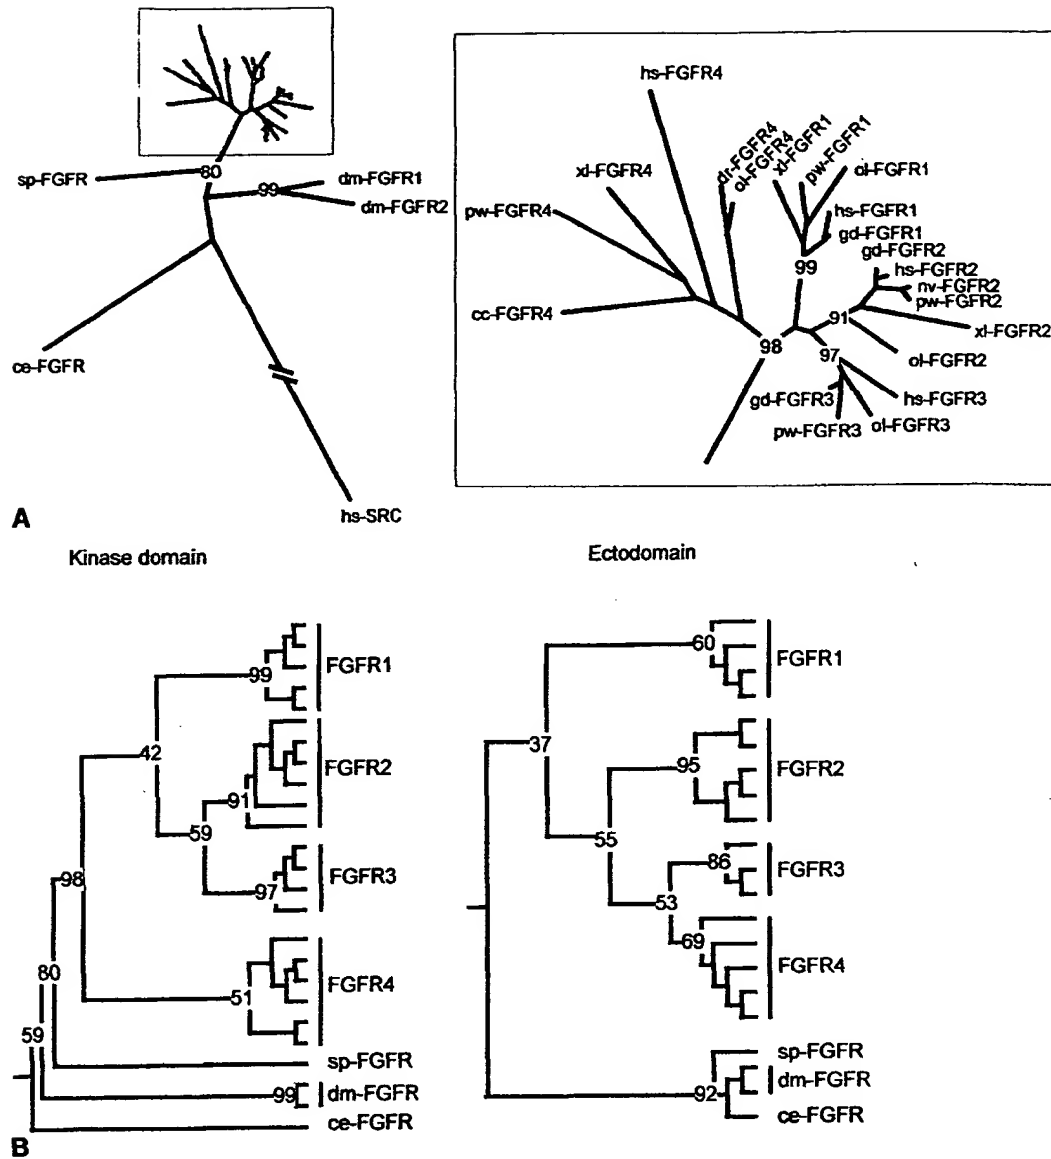 80
sp-FGFR
99
dm-FGFR1
dm-FGFR2
ce-FGFR
hs-SRC
hs-FGFR4
xl-FGFR4
pw-FGFR4
cc-FGFR4
dr-FGFR4
ol-FGFR4
xl-FGFR1
pw-FGFR1
ol-FGFR1
hs-FGFR1
gd-FGFR1
gd-FGFR2
hs-FGFR2
nv-FGFR2
pw-FGFR2
xl-FGFR2
ol-FGFR2
99
91
98
97
hs-FGFR3
gd-FGFR3
ol-FGFR3
pw-FGFR3
A
Kinase domain
FGFR1
99
42
FGFR2
91
59
FGFR3
97
98
FGFR4
51
80
59
sp-FGFR
99
dm-FGFR
ce-FGFR
Ectodomain
60
FGFR1
37
95
FGFR2
55
86
FGFR3
53
69
FGFR4
sp-FGFR
dm-FGFR
92
ce-FGFR
B